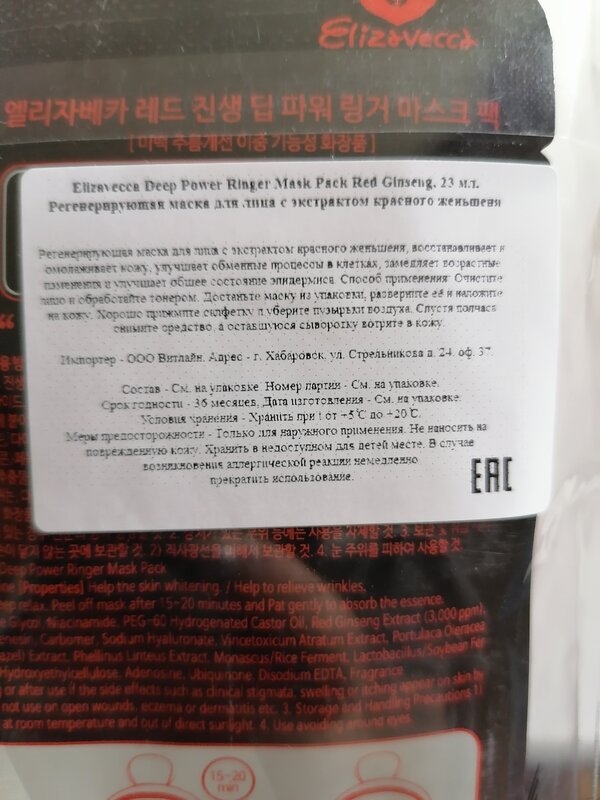 Elizavecca
엘리자베카 레드 진생 딥 파워 링거 마스크 팩
[ 미백 주름개선 이중 기능성 화장품 ]
Elizavecca Deep Power Ringer Mask Pack Red Ginseng, 23 мл.
Регенерирующая маска для лица с экстрактом красного женьшеня
Регенерирующая маска для лица с экстрактом красного женьшеня, восстанавливает и
омолаживает кожу, улучшает обменные процессы в клетках, замедляет возрастные
изменения и улучшает общее состояние эпидермиса. Способ применения: Очистите
лицо и обработайте тонером. Достаньте маску из упаковки, разверните её и наложите
на кожу. Хорошо прижмите салфетку и уберите пузырьки воздуха. Спустя полчаса
снимите средство, а оставшуюся сыворотку вотрите в кожу.
Импортер - ООО Витлайн. Адрес - г. Хабаровск, ул. Стрельникова д. 24. оф. 37.
Состав - См. на упаковке. Номер партии - См. на упаковке.
Срок годности - 36 месяцев, Дата изготовления - См. на упаковке.
Условия хранения - Хранить при t от +5°C до +20°C.
Меры предосторожности - Только для наружного применения. Не наносить на
поврежденную кожу. Хранить в недоступном для детей месте. В случае
возникновения аллергической реакции немедленно
прекратить использование.
EAC
닿지 않는 곳에 보관할 것. 2) 직사광선을 피해서 보관할 것. 4. 눈 주위를 피하여 사용할 것.
Deep Power Ringer Mask Pack
[Properties] Help the skin whitening. / Help to relieve wrinkles.
relax. Peel off mask after 15~20 minutes and Pat gently to absorb the essence.
Glycol, Niacinamide, PEG-60 Hydrogenated Castor Oil, Red Ginseng Extract (3,000 ppm),
Carbomer, Sodium Hyaluronate, Vincetoxicum Atratum Extract, Portulaca Oleracea
Extract, Phellinus Linteus Extract, Monascus/Rice Ferment, Lactobacillus/Soybean
Hydroxyethylcellulose, Adenosine, Ubiquinone, Disodium EDTA, Fragrance
or after use if the side effects such as clinical stigmata, swelling or itching appear on skin by
not use on open wounds, eczema or dermatitis etc. 3. Storage and Handling Precautions 1)
at room temperature and out of direct sunlight. 4. Use avoiding around eyes.
15~20
min